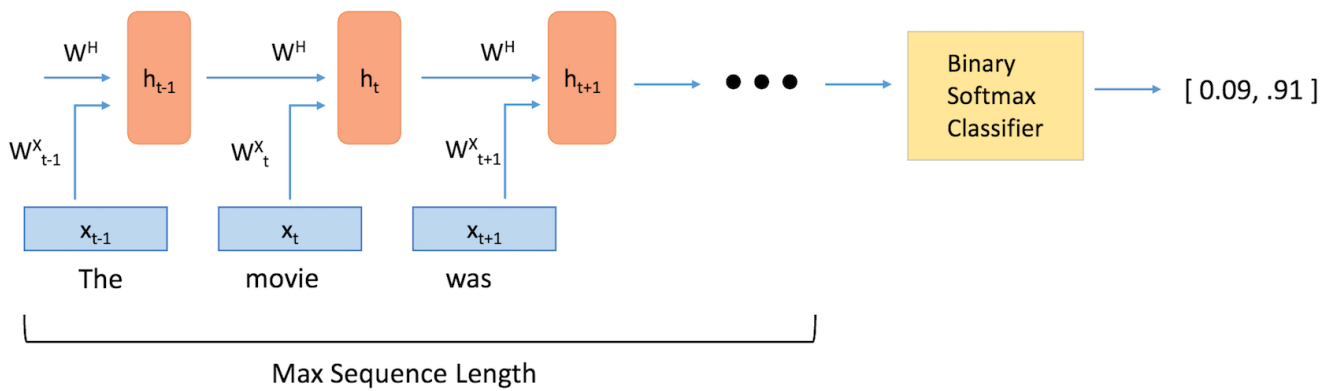 W^H W^H W^H
h_t-1 h_t h_t+1
Binary
Softmax
Classifier
[ 0.09, .91 ]
W^X_t-1 W^X_t W^X_t+1
x_t-1 x_t x_t+1
The movie was
Max Sequence Length